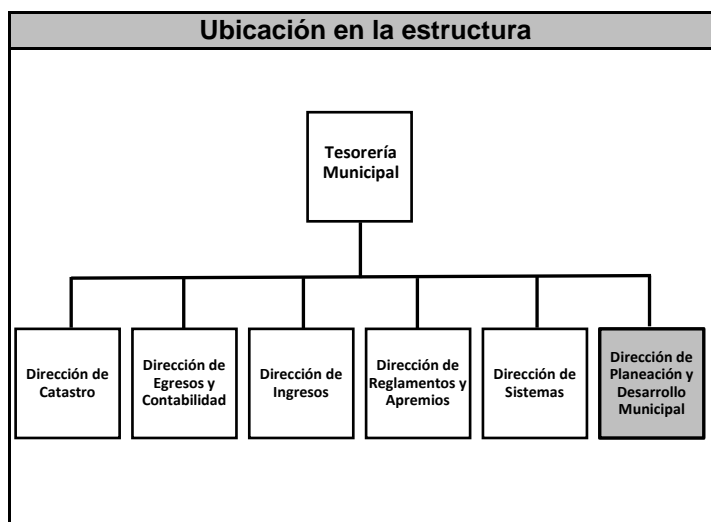 Ubicación en la estructura
Tesorería
Municipal
Dirección de
Catastro
Dirección de
Egresos y
Contabilidad
Dirección de
Ingresos
Dirección de
Reglamentos y
Apremios
Dirección de
Sistemas
Dirección de
Planeación y
Desarrollo
Municipal